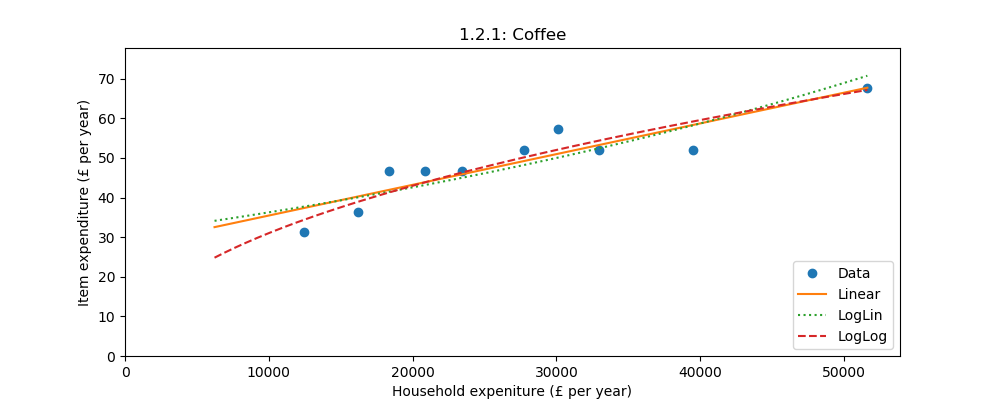 1.2.1: Coffee
Item expenditure (£ per year)
70
60
50
40
30
20
10
0
0 10000 20000 30000 40000 50000
Household expeniture (£ per year)
Data
Linear
LogLin
LogLog